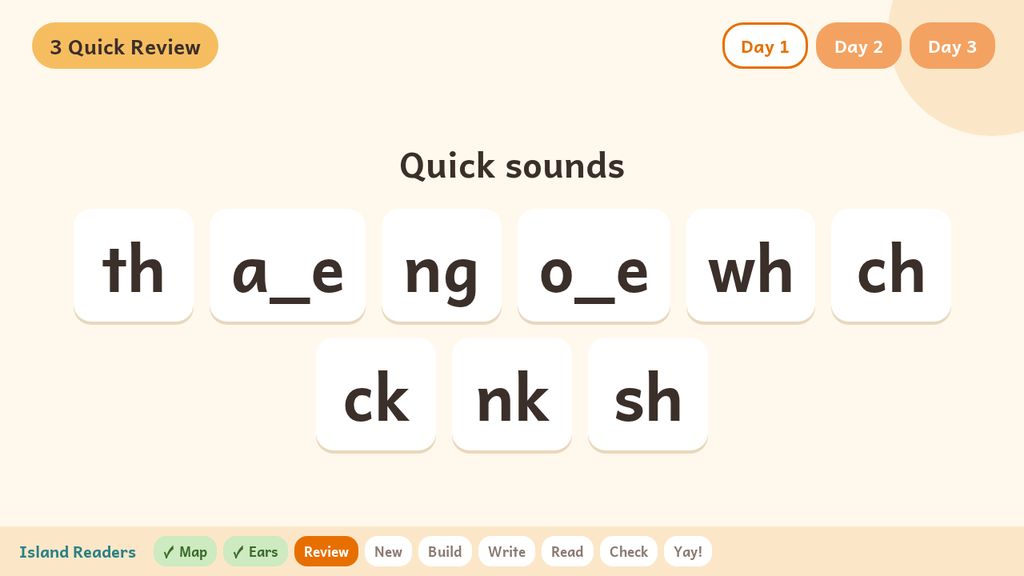 3 Quick Review
Day 1 Day 2 Day 3
Quick sounds
th a_e ng o_e wh ch
ck nk sh
Island Readers ✓ Map ✓ Ears Review New Build Write Read Check Yay!